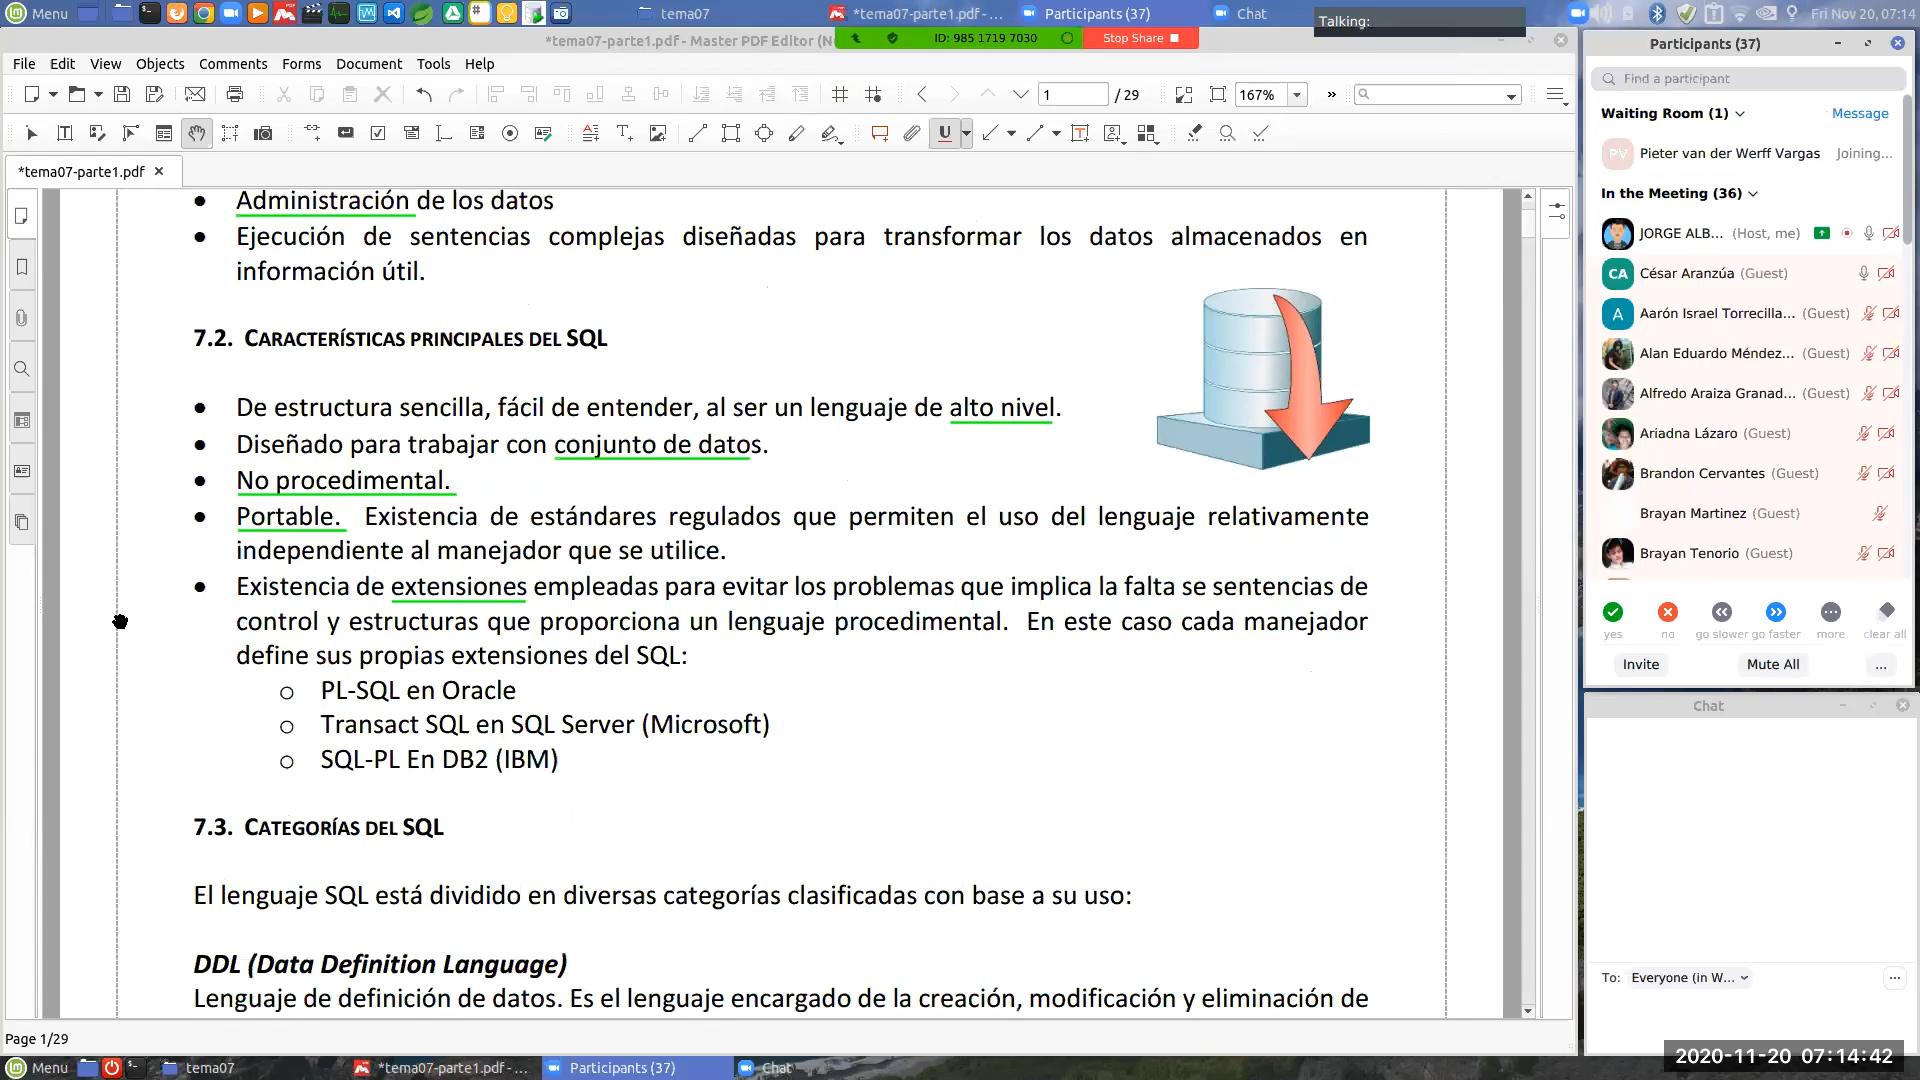 Menu
tema07
*tema07-parte1.pdf - ...
Participants (37)
Chat
Talking:
Fri Nov 20, 07:14
*tema07-parte1.pdf - Master PDF Editor (N
ID: 985 1719 7030
Stop Share
File Edit View Objects Comments Forms Document Tools Help
1 / 29
167%
*tema07-parte1.pdf
• Administración de los datos
• Ejecución de sentencias complejas diseñadas para transformar los datos almacenados en
información útil.
7.2. CARACTERÍSTICAS PRINCIPALES DEL SQL
• De estructura sencilla, fácil de entender, al ser un lenguaje de alto nivel.
• Diseñado para trabajar con conjunto de datos.
• No procedimental.
• Portable. Existencia de estándares regulados que permiten el uso del lenguaje relativamente
independiente al manejador que se utilice.
• Existencia de extensiones empleadas para evitar los problemas que implica la falta se sentencias de
control y estructuras que proporciona un lenguaje procedimental. En este caso cada manejador
define sus propias extensiones del SQL:
o PL-SQL en Oracle
o Transact SQL en SQL Server (Microsoft)
o SQL-PL En DB2 (IBM)
7.3. CATEGORÍAS DEL SQL
El lenguaje SQL está dividido en diversas categorías clasificadas con base a su uso:
DDL (Data Definition Language)
Lenguaje de definición de datos. Es el lenguaje encargado de la creación, modificación y eliminación de
Page 1/29
Participants (37)
Find a participant
Waiting Room (1)
Message
PV Pieter van der Werff Vargas Joining...
In the Meeting (36)
JORGE ALB... (Host, me)
CA César Aranzúa (Guest)
A Aarón Israel Torrecilla... (Guest)
Alan Eduardo Méndez... (Guest)
Alfredo Araiza Granad... (Guest)
Ariadna Lázaro (Guest)
Brandon Cervantes (Guest)
Brayan Martinez (Guest)
Brayan Tenorio (Guest)
yes no go slower go faster more clear all
Invite Mute All ...
Chat
To: Everyone (in W...
Menu
tema07
*tema07-parte1.pdf - ...
Participants (37)
Chat
2020-11-20 07:14:42